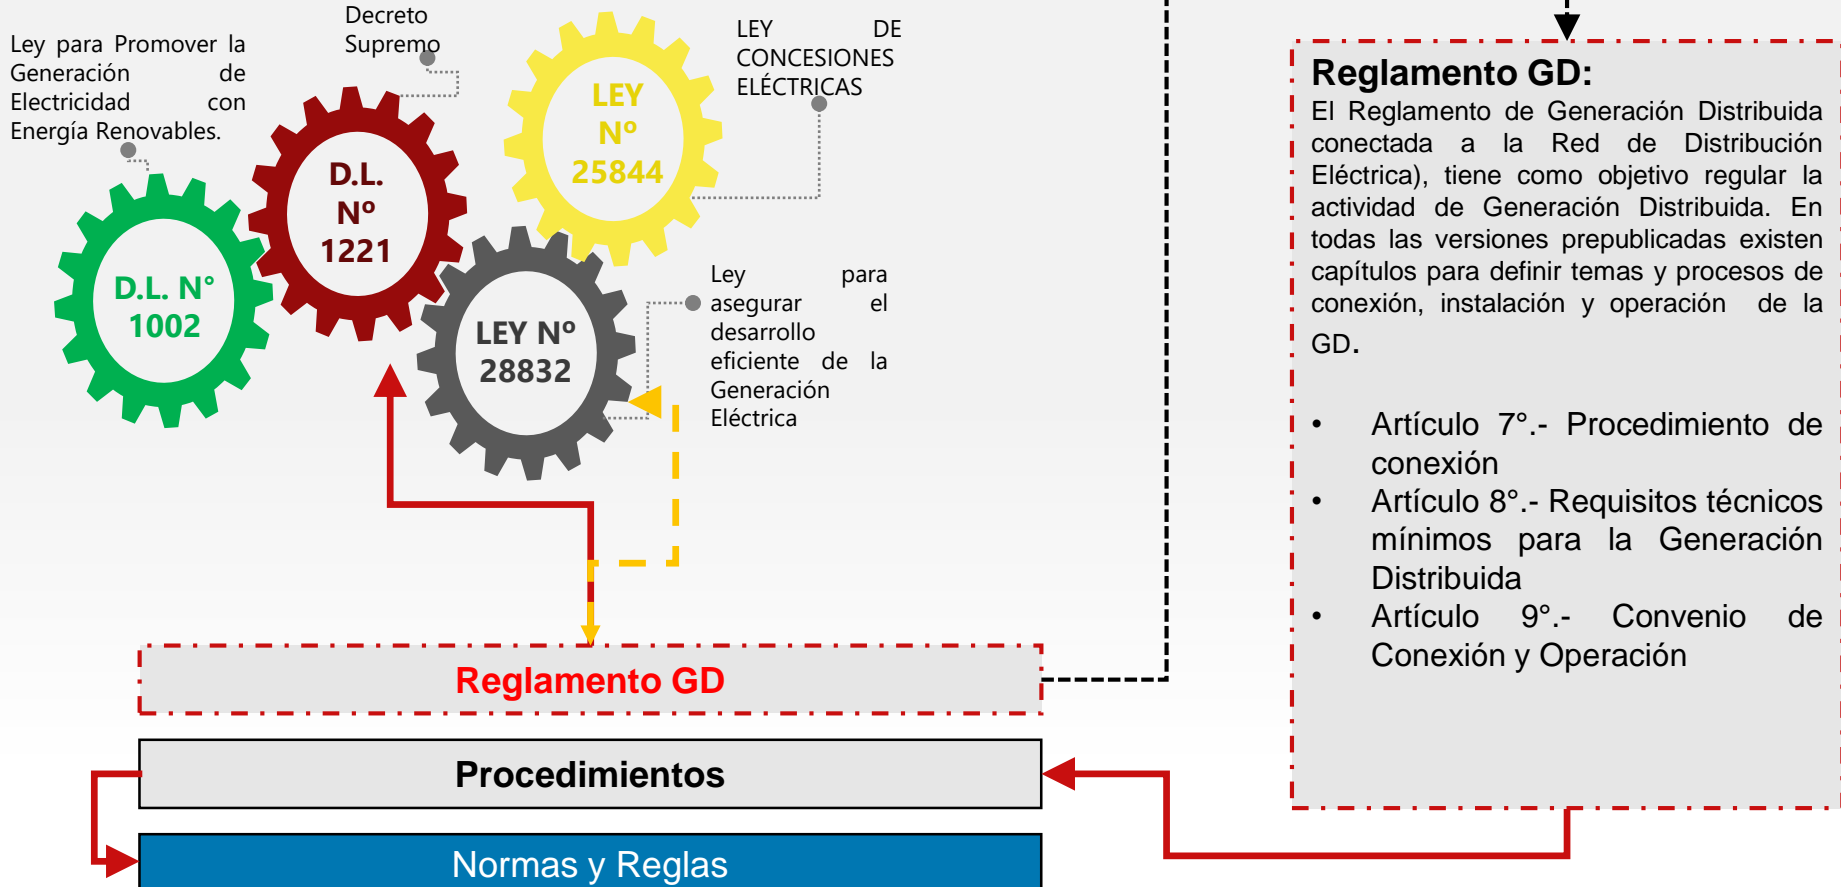 Ley para Promover la
Generación de
Electricidad con
Energía Renovables.
Decreto
Supremo
LEY DE
CONCESIONES
ELÉCTRICAS
D.L. N°
1002
D.L.
Nº
1221
LEY
Nº
25844
LEY Nº
28832
Ley para
asegurar el
desarrollo
eficiente de la
Generación
Eléctrica
Reglamento GD
Procedimientos
Normas y Reglas
Reglamento GD:
El Reglamento de Generación Distribuida
conectada a la Red de Distribución
Eléctrica), tiene como objetivo regular la
actividad de Generación Distribuida. En
todas las versiones prepublicadas existen
capítulos para definir temas y procesos de
conexión, instalación y operación de la
GD.
• Artículo 7°.- Procedimiento de
conexión
• Artículo 8°.- Requisitos técnicos
mínimos para la Generación
Distribuida
• Artículo 9°.- Convenio de
Conexión y Operación